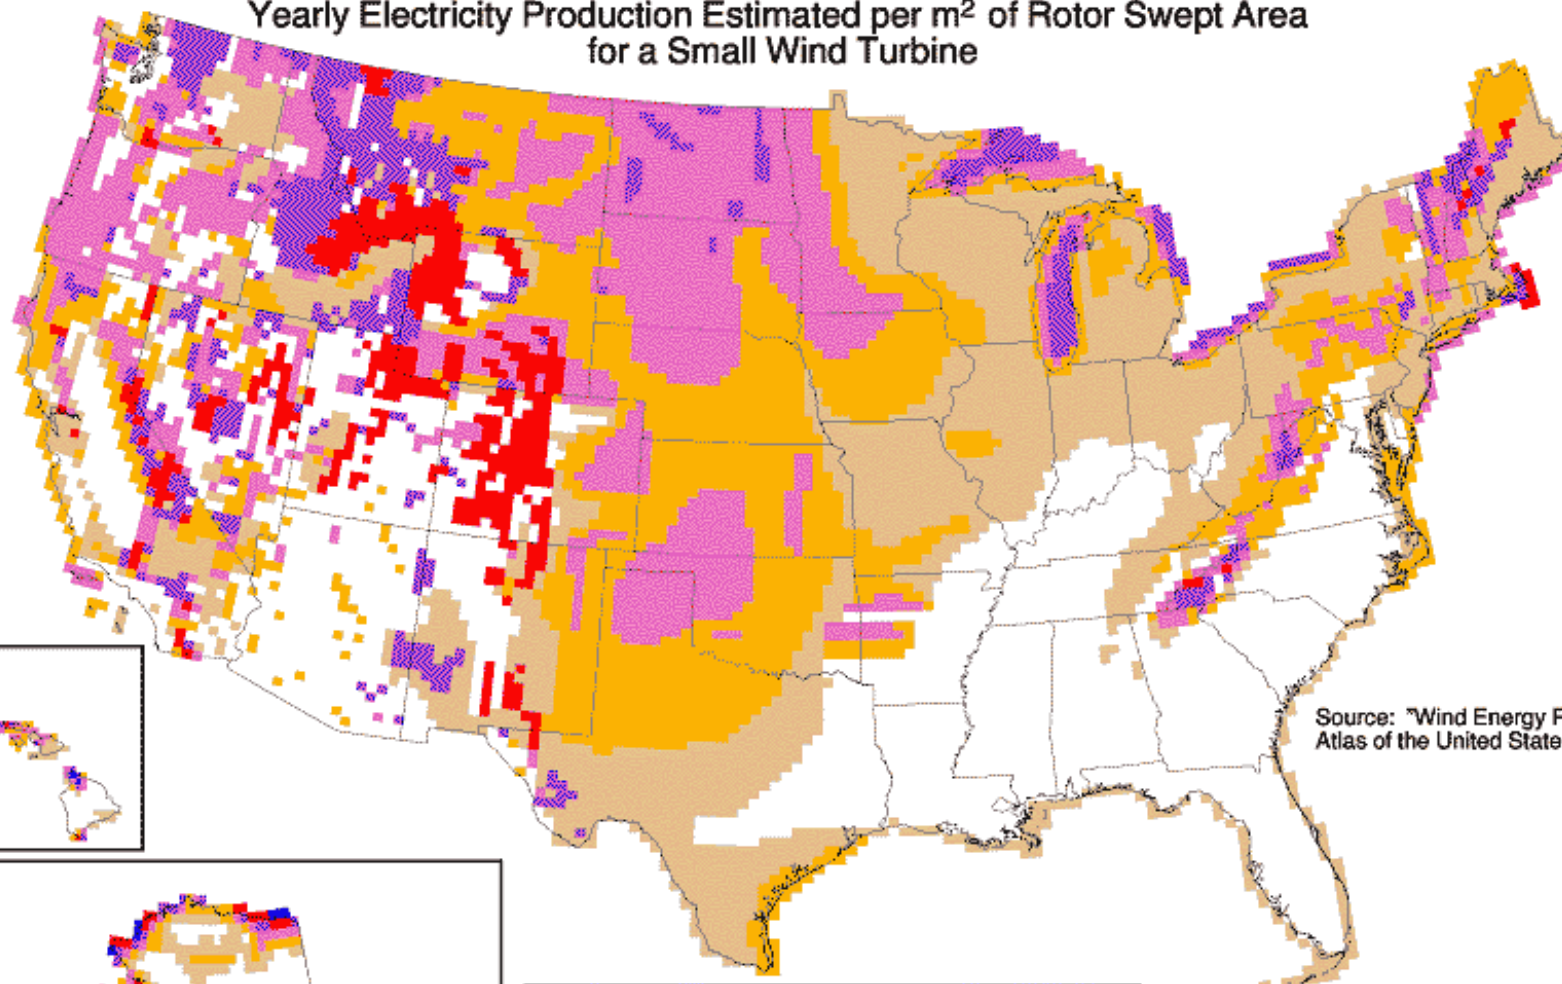 Yearly Electricity Production Estimated per m² of Rotor Swept Area
for a Small Wind Turbine
Source: "Wind Energy
Atlas of the United State